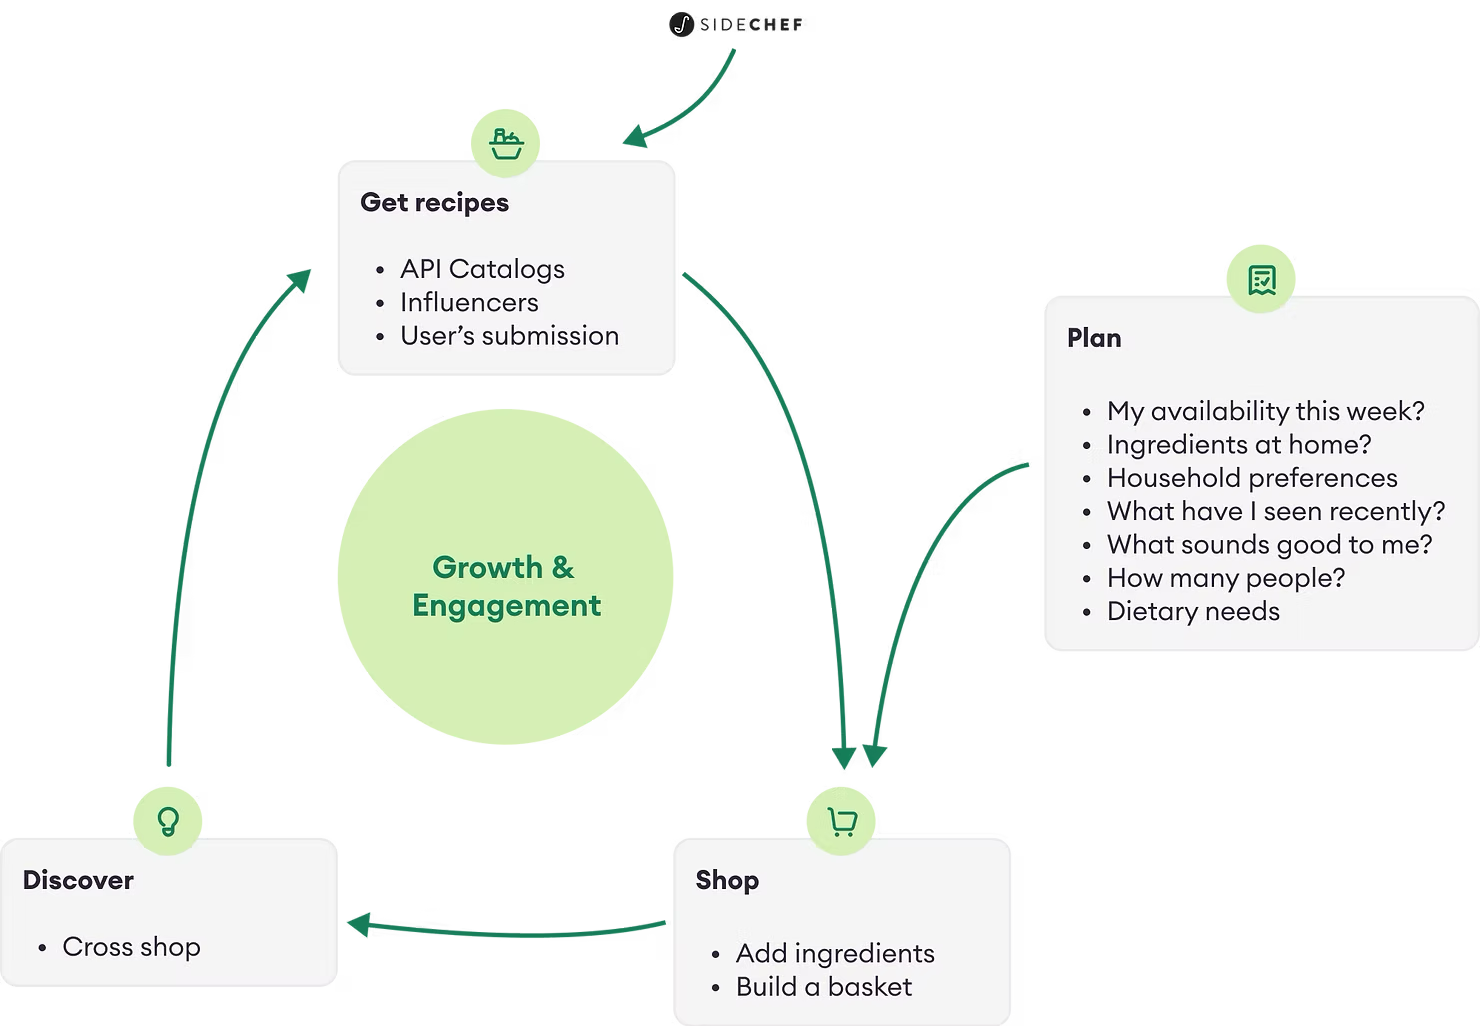 SIDECHEF
Get recipes
• API Catalogs
• Influencers
• User’s submission
Plan
• My availability this week?
• Ingredients at home?
• Household preferences
• What have I seen recently?
• What sounds good to me?
• How many people?
• Dietary needs
Growth &
Engagement
Discover
• Cross shop
Shop
• Add ingredients
• Build a basket